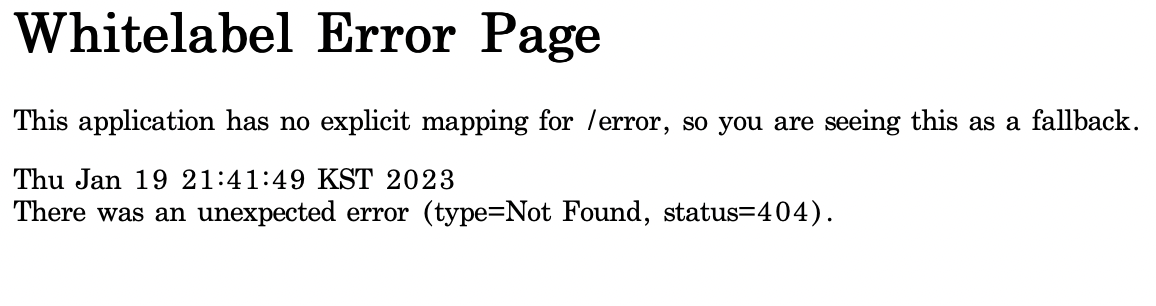 Whitelabel Error Page
This application has no explicit mapping for /error, so you are seeing this as a fallback.
Thu Jan 19 21:41:49 KST 2023
There was an unexpected error (type=Not Found, status=404).